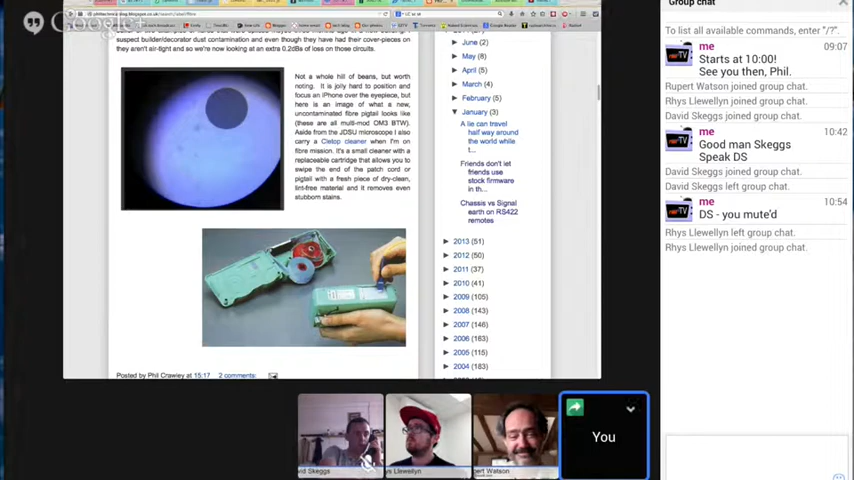 Google+
suspect builder/decorator dust contamination and even though they have had their cover-pieces on
they aren't air-tight and so we're now looking at an extra 0.2dBs of loss on those circuits.
Not a whole hill of beans, but worth
noting. It is jolly hard to position and
focus an iPhone over the eyepiece, but
here is an image of what a new,
uncontaminated fibre pigtail looks like
(these are all multi-mod OM3 BTW).
Aside from the JDSU microscope I also
carry a Cletop cleaner when I'm on
fibre mission. It's a small cleaner with a
replaceable cartridge that allows you to
swipe the end of the patch cord or
pigtail with a fresh piece of dry-clean,
lint-free material and it removes even
stubborn stains.
Posted by Phil Crawley at 15:17 2 comments:
► June (2)
► May (8)
► April (5)
► March (4)
► February (5)
▼ January (3)
A lie can travel
half way around
the world while
t...
Friends don't let
friends use
stock firmware
in th...
Chassis vs Signal
earth on RS422
remotes
► 2013 (51)
► 2012 (50)
► 2011 (37)
► 2010 (41)
► 2009 (105)
► 2008 (143)
► 2007 (146)
► 2006 (163)
► 2005 (115)
► 2004 (183)
Group chat
To list all available commands, enter "/?".
me 09:07
Starts at 10:00!
See you then, Phil.
Rupert Watson joined group chat.
Rhys Llewellyn joined group chat.
David Skeggs joined group chat.
me 10:42
Good man Skeggs
Speak DS
David Skeggs joined group chat.
David Skeggs left group chat.
me 10:54
DS - you mute'd
Rhys Llewellyn left group chat.
Rhys Llewellyn joined group chat.
vid Skeggs
ys Llewellyn
pert Watson
You